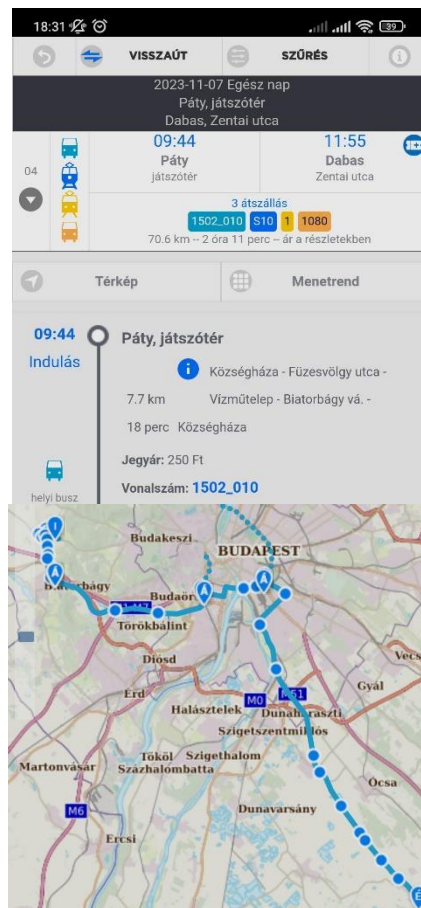 18:31
39
VISSZAÚT
SZŰRÉS
2023-11-07 Egész nap
Páty, játszótér
Dabas, Zentai utca
04
09:44
Páty
játszótér
11:55
Dabas
Zentai utca
3 átszállás
1502_010 S10 1 1080
70.6 km -- 2 óra 11 perc – ár a részletekben
Térkép
Menetrend
09:44
Indulás
Páty, játszótér
Községháza - Füzesvölgy utca -
7.7 km Vízműtelep - Biatorbágy vá. -
18 perc Községháza
Jegyár: 250 Ft
Vonalszám: 1502_010
helyi busz
Budakeszi
BUDAPEST
Budaör
Törökbálint
Diósd
Érd
Vecs
Gyál
M0
M51
Halásztelek
Dunaharaszti
Szigetszentmiklós
Tököl
Szigethalom
Martonvásár
Százhalombatta
Ócsa
M6
Dunavarsány
Ercsi